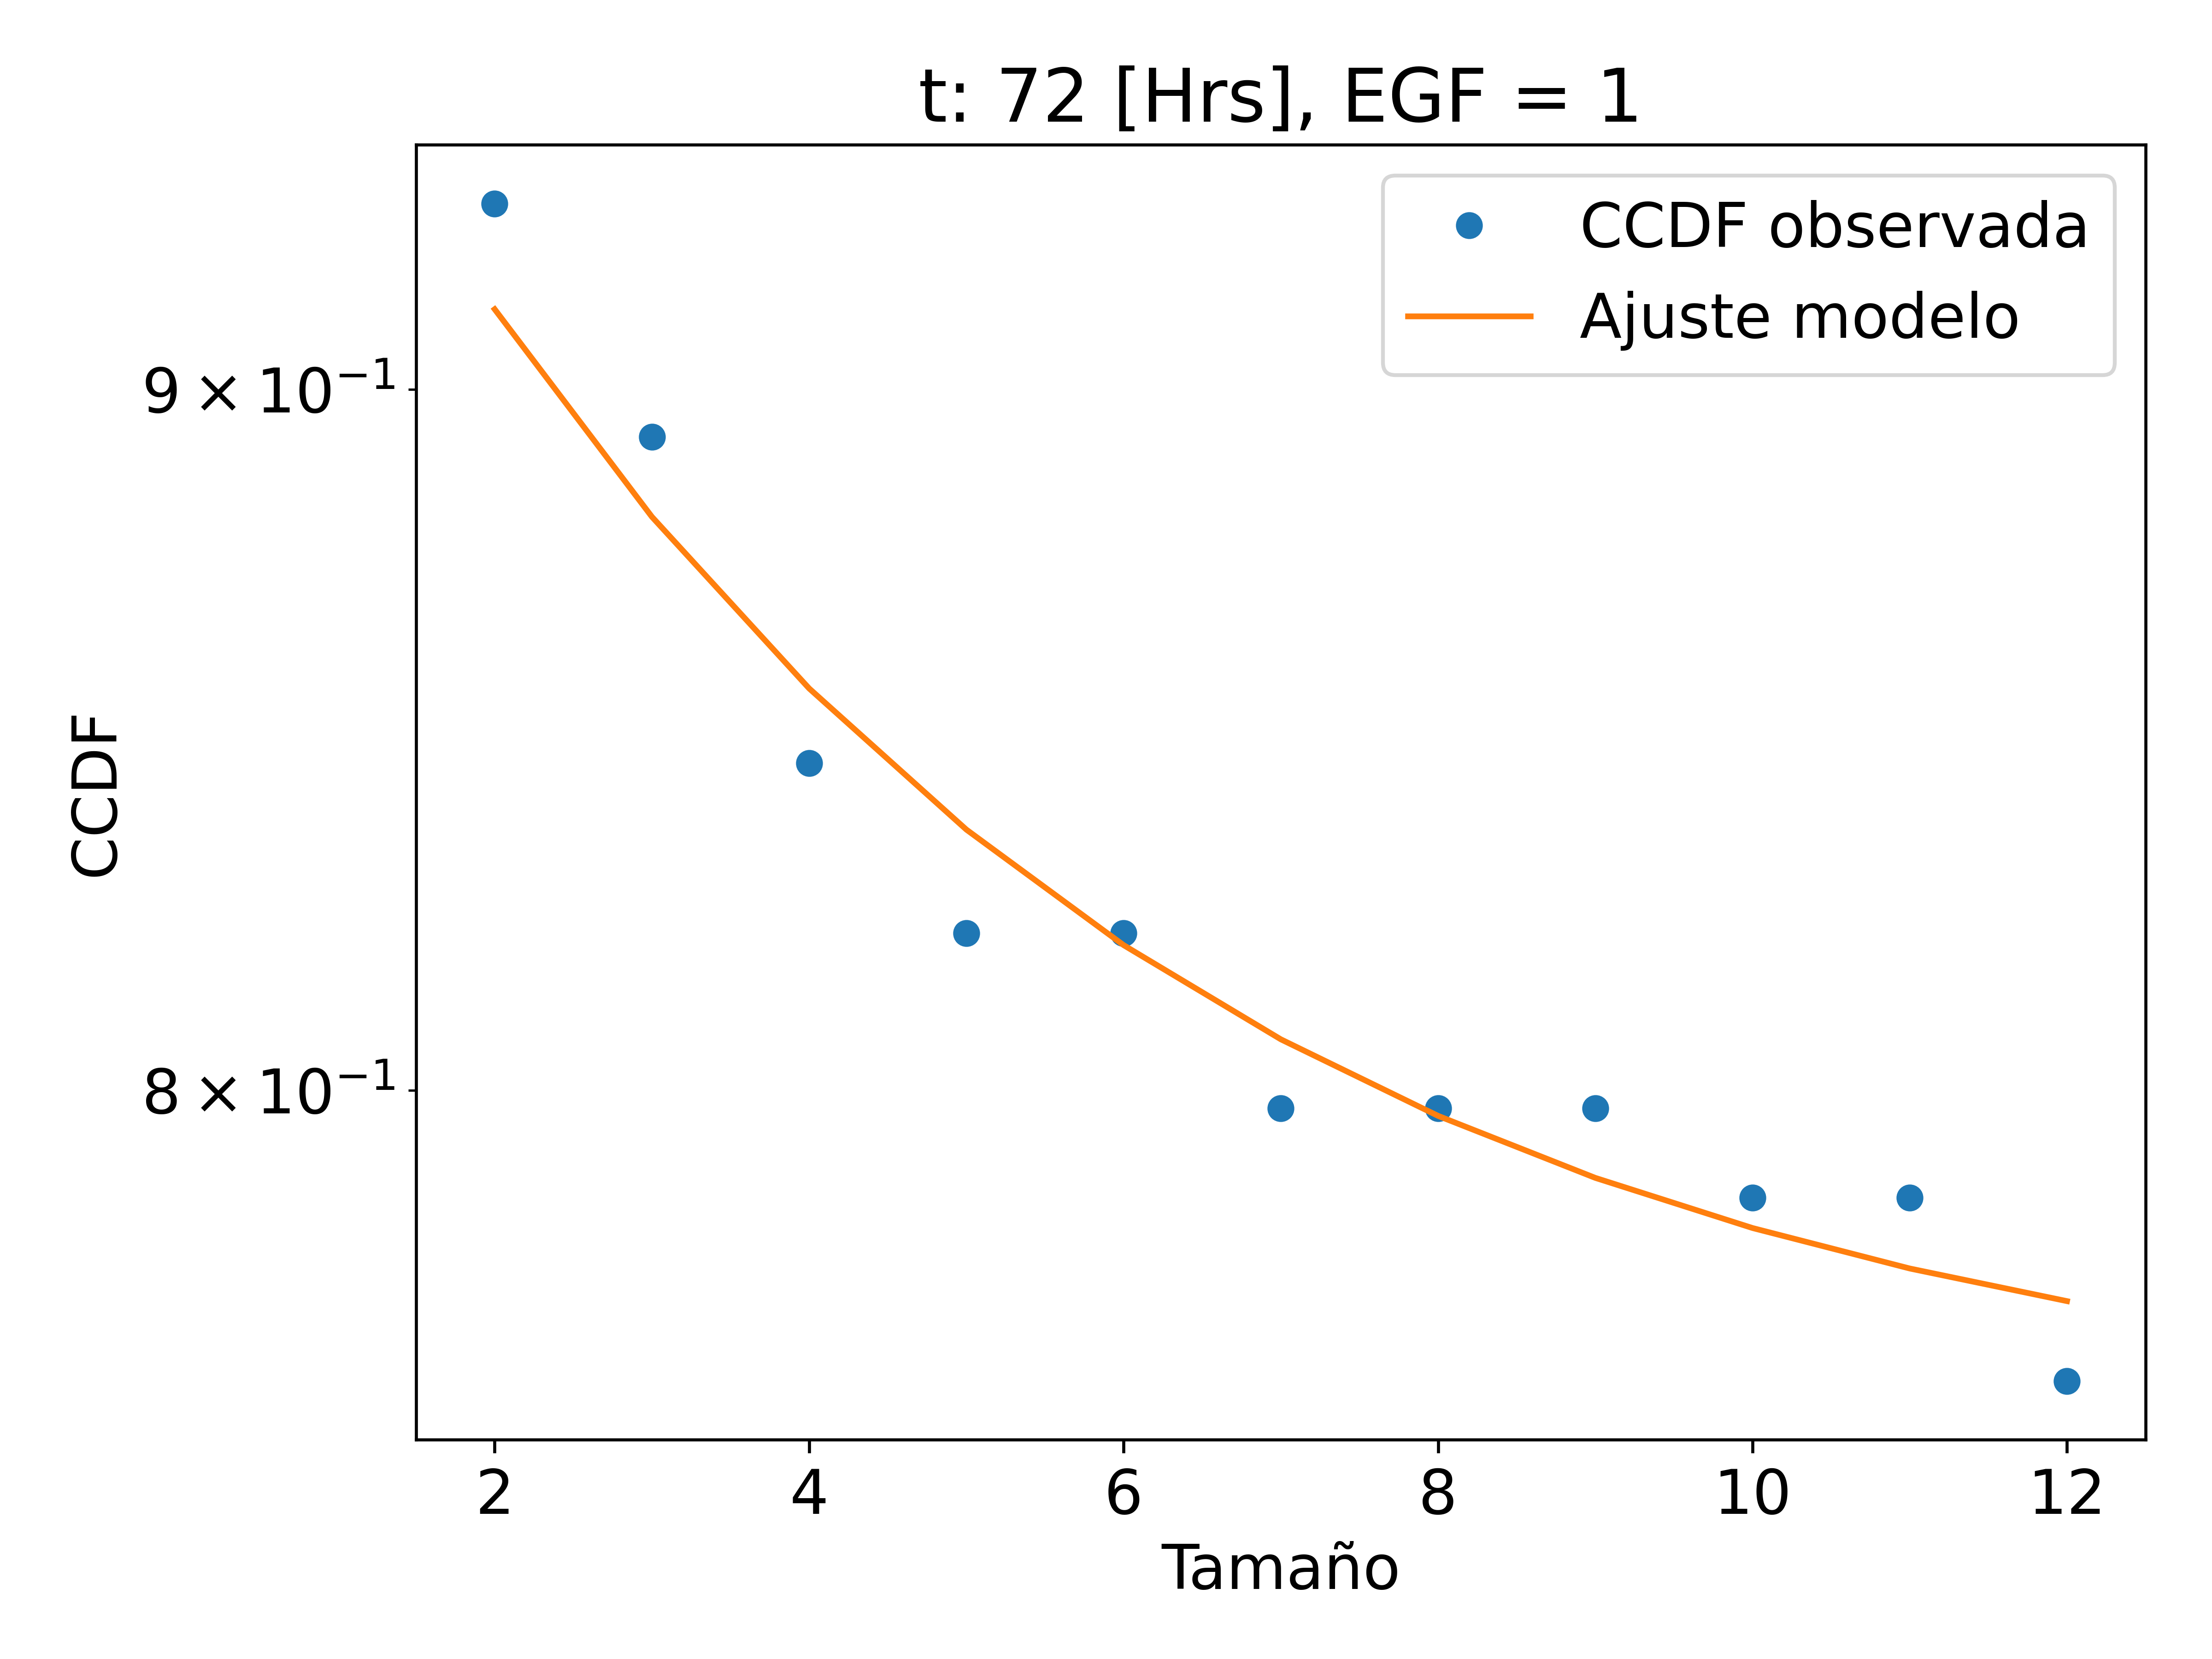 t: 72 [Hrs], EGF = 1
CCDF observada
Ajuste modelo
9 × 10⁻¹
8 × 10⁻¹
CCDF
2 4 6 8 10 12
Tamaño